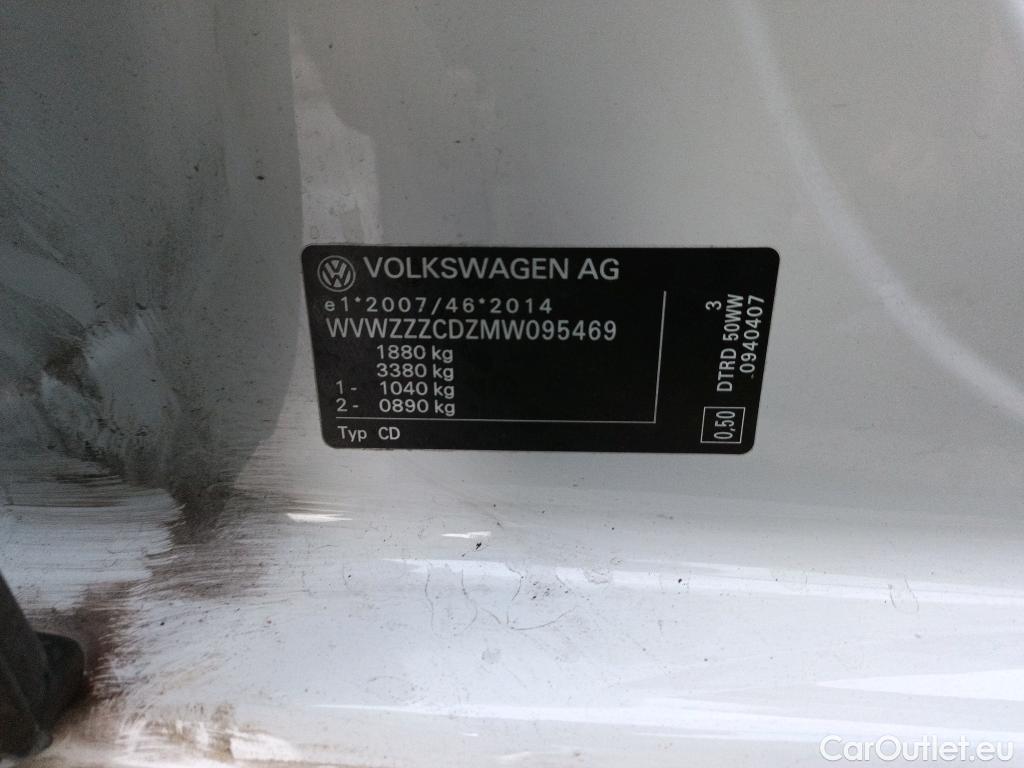 VOLKSWAGEN AG
e1*2007/46*2014
WVWZZZCDZMW095469
1880 kg
3380 kg
1- 1040 kg
2- 0890 kg
Typ CD
3
0,50 DTRD 50WW
.0940407
CarOutlet.eu